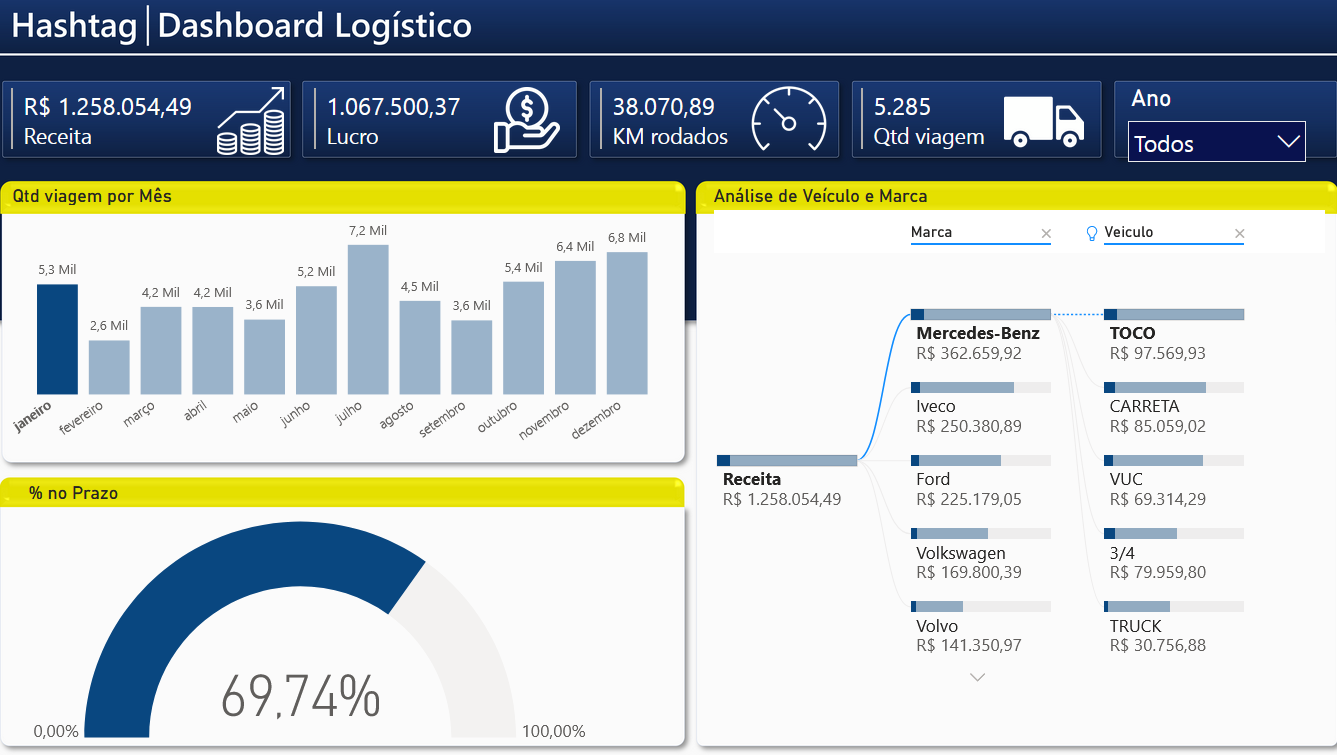 Hashtag | Dashboard Logístico
R$ 1.258.054,49
Receita
1.067.500,37
Lucro
38.070,89
KM rodados
5.285
Qtd viagem
Ano
Todos
Qtd viagem por Mês
5,3 Mil
2,6 Mil
4,2 Mil
4,2 Mil
3,6 Mil
5,2 Mil
7,2 Mil
4,5 Mil
3,6 Mil
5,4 Mil
6,4 Mil
6,8 Mil
janeiro
fevereiro
março
abril
maio
junho
julho
agosto
setembro
outubro
novembro
dezembro
% no Prazo
69,74%
0,00%
100,00%
Análise de Veículo e Marca
Marca
Veiculo
Receita
R$ 1.258.054,49
Mercedes-Benz
R$ 362.659,92
Iveco
R$ 250.380,89
Ford
R$ 225.179,05
Volkswagen
R$ 169.800,39
Volvo
R$ 141.350,97
TOCO
R$ 97.569,93
CARRETA
R$ 85.059,02
VUC
R$ 69.314,29
3/4
R$ 79.959,80
TRUCK
R$ 30.756,88